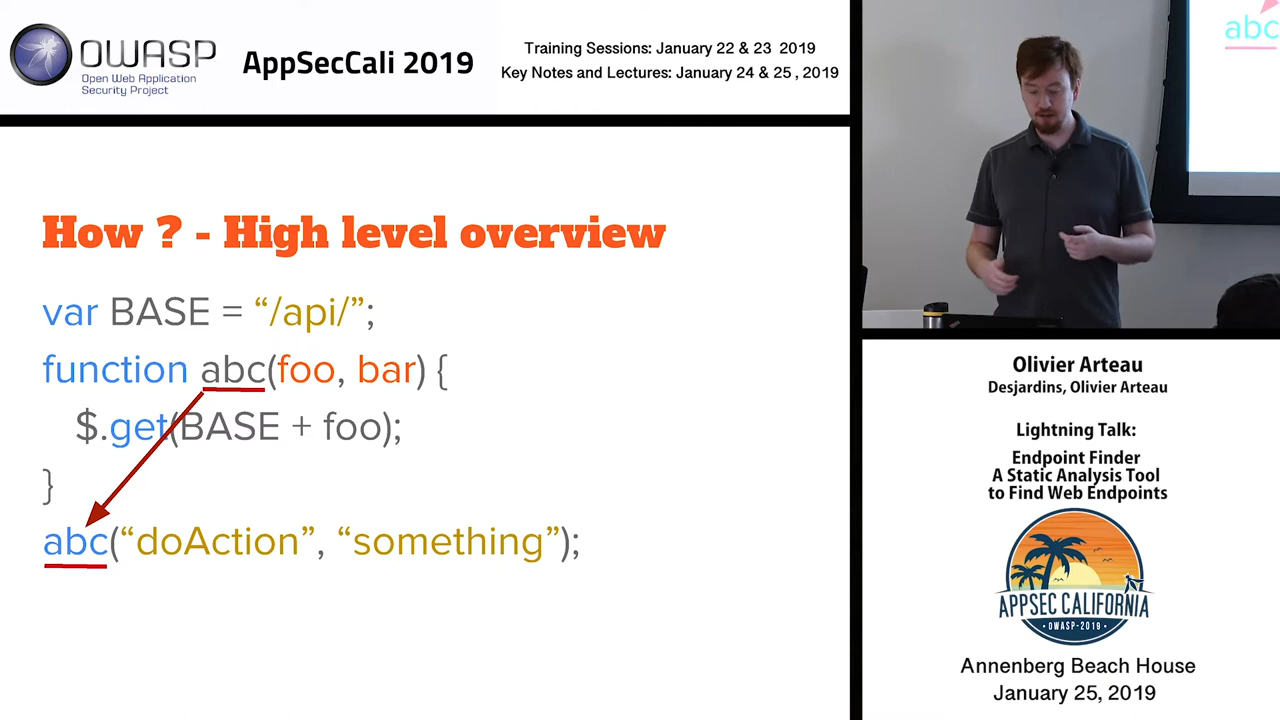 OWASP
Open Web Application
Security Project
AppSecCali 2019
Training Sessions: January 22 & 23 2019
Key Notes and Lectures: January 24 & 25 , 2019
How ? - High level overview
var BASE = “/api/”;
function abc(foo, bar) {
$.get(BASE + foo);
}
abc(“doAction”, “something”);
abc
Olivier Arteau
Desjardins, Olivier Arteau
Lightning Talk:
Endpoint Finder
A Static Analysis Tool
to Find Web Endpoints
APPSEC CALIFORNIA
• OWASP-2019 •
Annenberg Beach House
January 25, 2019